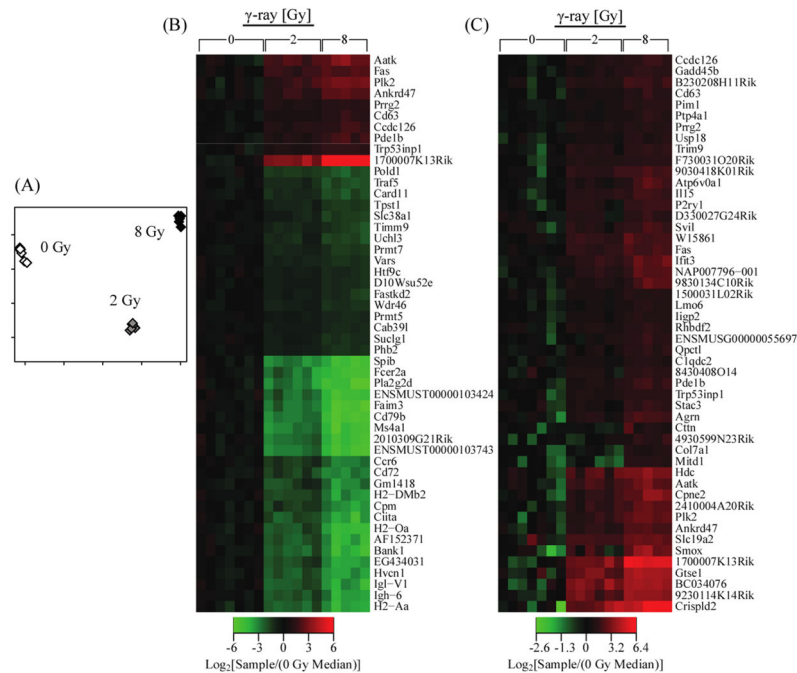 (A)
0 Gy
8 Gy
2 Gy
(B)
γ-ray [Gy]
0 2 8
Aatk
Fas
Plk2
Ankrd47
Prrg2
Cd63
Ccdc126
Pde1b
Trp53inp1
1700007K13Rik
Pold1
Traf5
Card11
Tpst1
Slc38a1
Timm9
Uchl3
Prmt7
Vars
Htf9c
D10Wsu52e
Fastkd2
Wdr46
Prmt5
Cab39l
Suclg1
Phb2
Spib
Fcer2a
Pla2g2d
ENSMUST00000103424
Faim3
Cd79b
Ms4a1
2010309G21Rik
ENSMUST00000103743
Ccr6
Cd72
Gm1418
H2−DMb2
Cpm
Ciita
H2−Oa
AF152371
Bank1
EG434031
Hvcn1
Igl−V1
Igh−6
H2−Aa
-6 -3 0 3 6
Log2[Sample/(0 Gy Median)]
(C)
γ-ray [Gy]
0 2 8
Ccdc126
Gadd45b
B230208H11Rik
Cd63
Pim1
Ptp4a1
Prrg2
Usp18
Trim9
F730031O20Rik
9030418K01Rik
Atp6v0a1
Il15
P2ry1
D330027G24Rik
Svil
W15861
Fas
Ifit3
NAP007796−001
9830134C10Rik
1500031L02Rik
Lmo6
Iigp2
Rhbdf2
ENSMUSG00000055697
Qpctl
C1qdc2
8430408O14
Pde1b
Trp53inp1
Stac3
Agrn
Cttn
4930599N23Rik
Col7a1
Mitd1
Hdc
Aatk
Cpne2
2410004A20Rik
Plk2
Ankrd47
Slc19a2
Smox
1700007K13Rik
Gtse1
BC034076
9230114K14Rik
Crispld2
-2.6 -1.3 0 3.2 6.4
Log2[Sample/(0 Gy Median)]